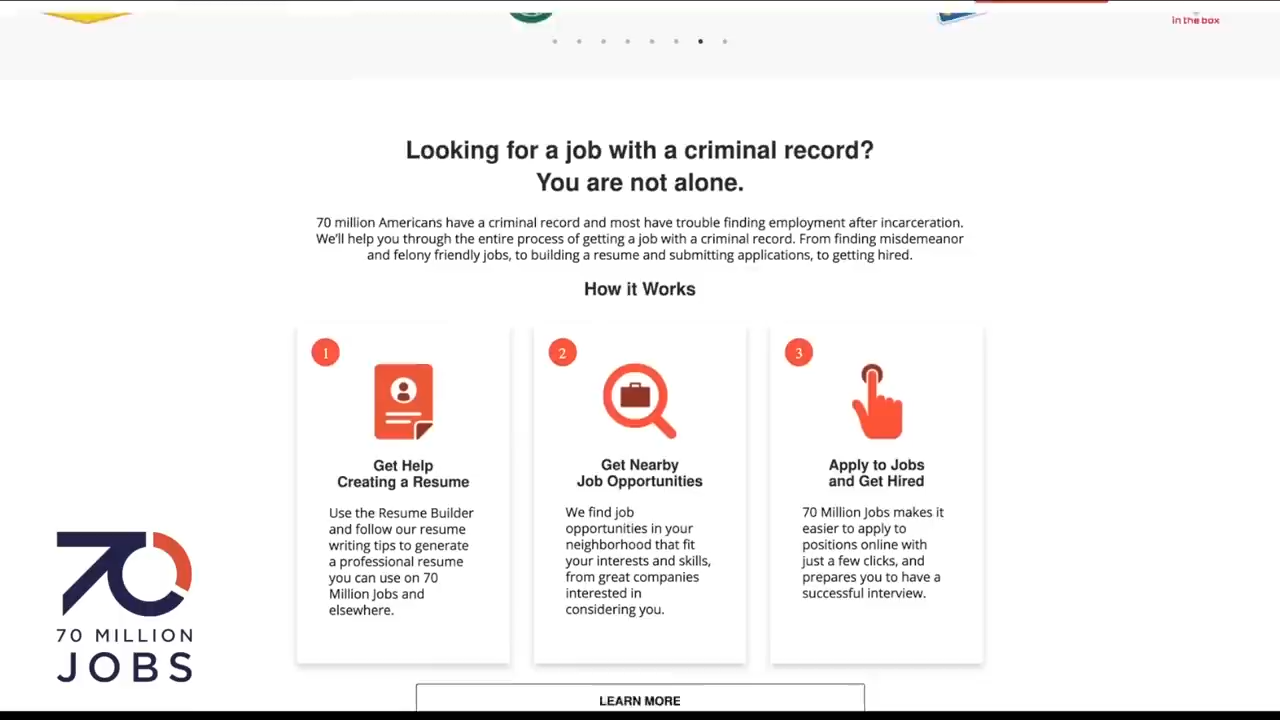 in the box
Looking for a job with a criminal record?
You are not alone.
70 million Americans have a criminal record and most have trouble finding employment after incarceration.
We'll help you through the entire process of getting a job with a criminal record. From finding misdemeanor
and felony friendly jobs, to building a resume and submitting applications, to getting hired.
How it Works
1
Get Help
Creating a Resume
Use the Resume Builder
and follow our resume
writing tips to generate
a professional resume
you can use on 70
Million Jobs and
elsewhere.
2
Get Nearby
Job Opportunities
We find job
opportunities in your
neighborhood that fit
your interests and skills,
from great companies
interested in
considering you.
3
Apply to Jobs
and Get Hired
70 Million Jobs makes it
easier to apply to
positions online with
just a few clicks, and
prepares you to have a
successful interview.
70
70 MILLION
JOBS
LEARN MORE